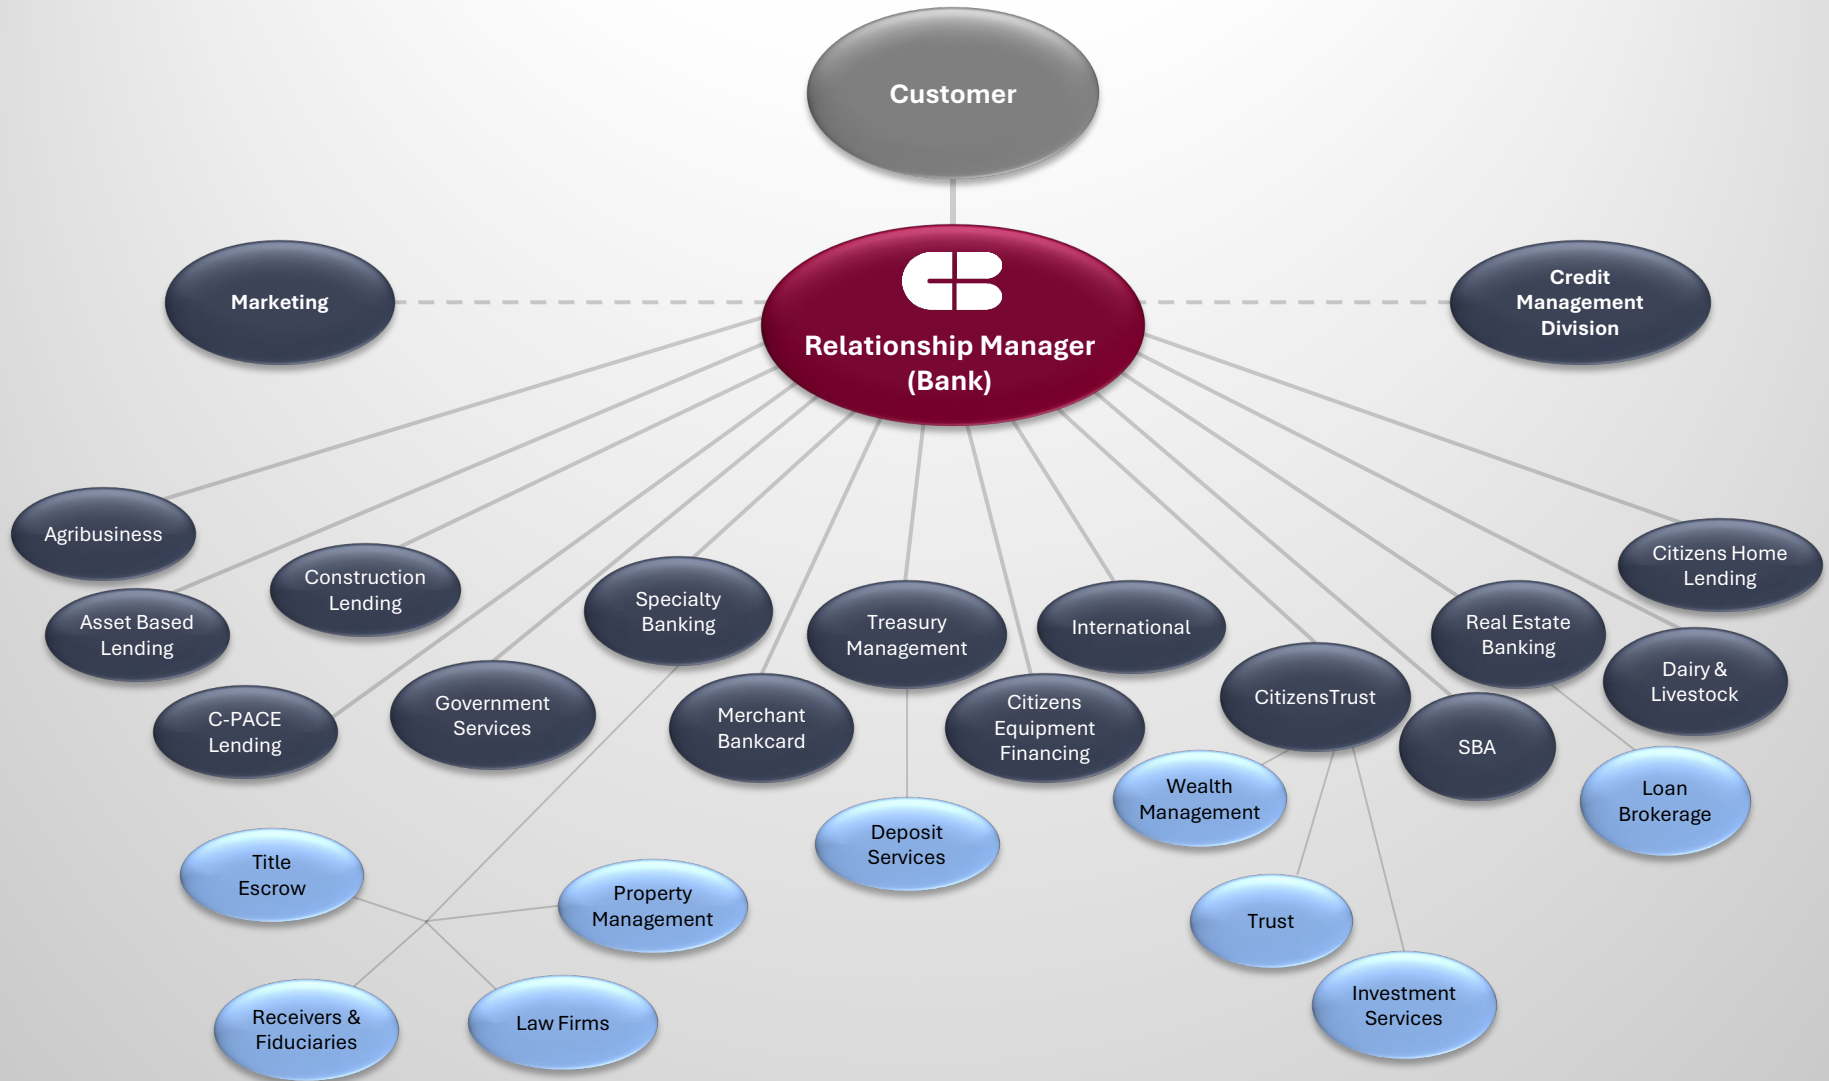 Customer
Marketing
Relationship Manager
(Bank)
Credit
Management
Division
Agribusiness
Asset Based
Lending
Construction
Lending
C-PACE
Lending
Government
Services
Specialty
Banking
Merchant
Bankcard
Treasury
Management
Citizens
Equipment
Financing
International
CitizensTrust
SBA
Real Estate
Banking
Citizens Home
Lending
Dairy &
Livestock
Title
Escrow
Property
Management
Receivers &
Fiduciaries
Law Firms
Deposit
Services
Wealth
Management
Trust
Investment
Services
Loan
Brokerage